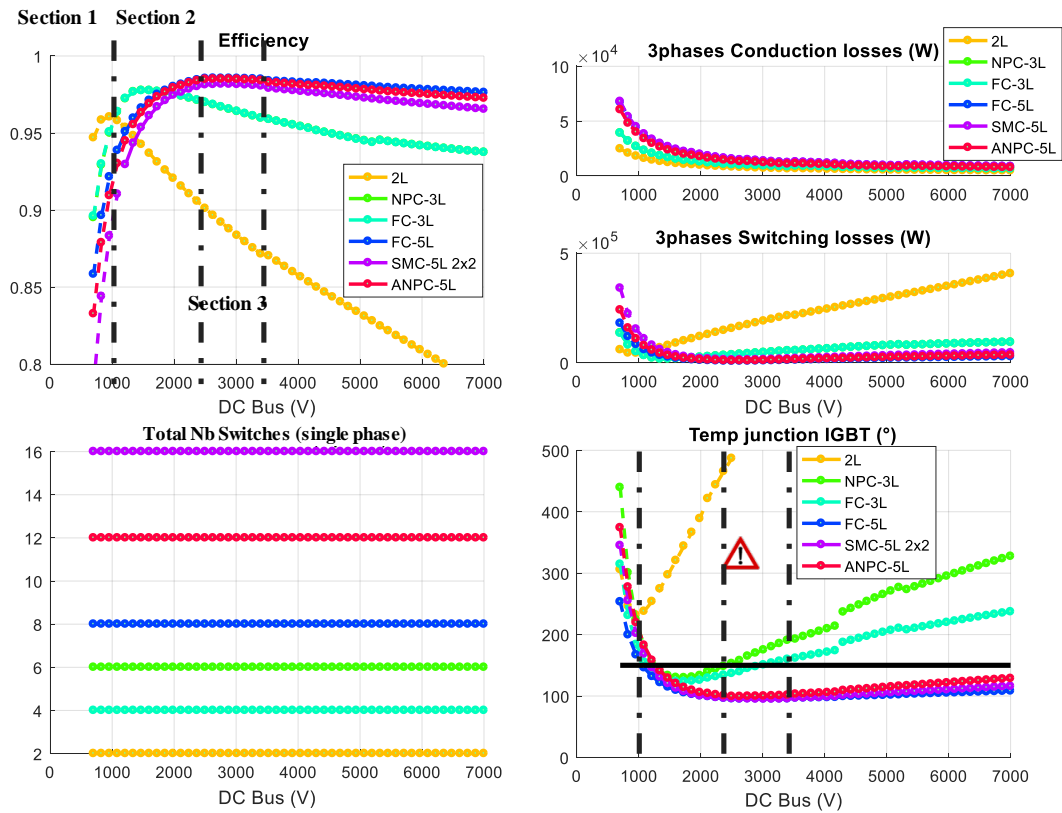 Section 1 Section 2
Efficiency
1
0.95
0.9
0.85
0.8
2L
NPC-3L
FC-3L
FC-5L
SMC-5L 2x2
ANPC-5L
Section 3
0 1000 2000 3000 4000 5000 6000 7000
DC Bus (V)
×10^4
3phases Conduction losses (W)
10
5
0
2L
NPC-3L
FC-3L
FC-5L
SMC-5L
ANPC-5L
0 1000 2000 3000 4000 5000 6000 7000
×10^5
3phases Switching losses (W)
5
0
0 1000 2000 3000 4000 5000 6000 7000
DC Bus (V)
Total Nb Switches (single phase)
16
14
12
10
8
6
4
2
0 1000 2000 3000 4000 5000 6000 7000
DC Bus (V)
Temp junction IGBT (°)
500
400
300
200
100
0
2L
NPC-3L
FC-3L
FC-5L
SMC-5L 2x2
ANPC-5L
!
0 1000 2000 3000 4000 5000 6000 7000
DC Bus (V)